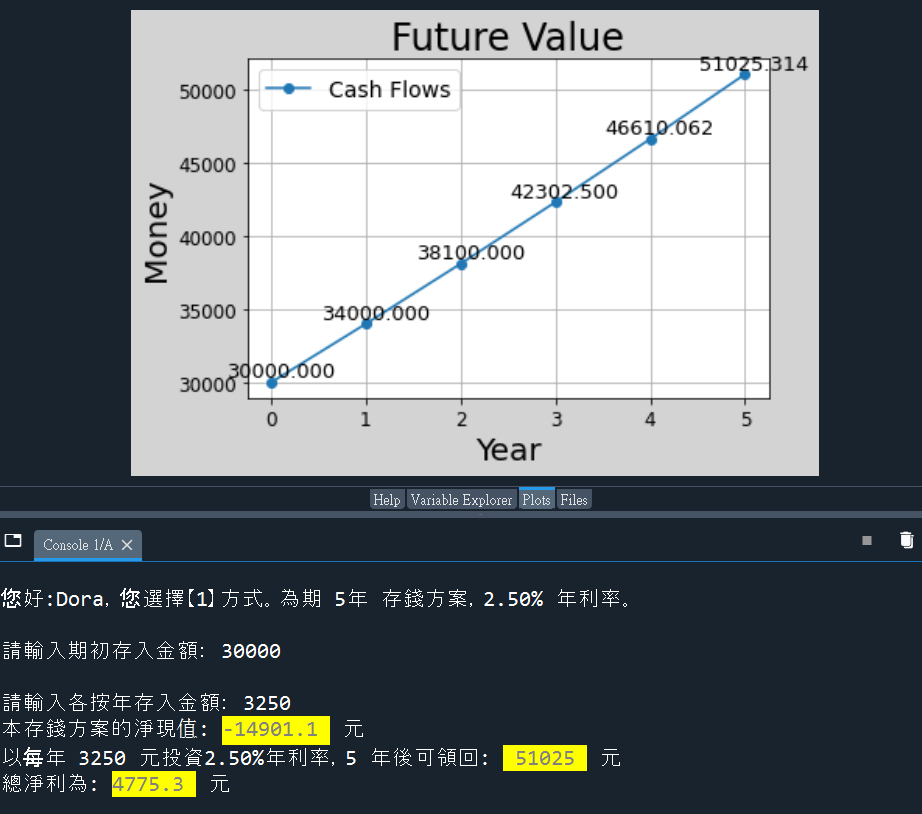 Future Value
Cash Flows
51025.314
46610.062
42302.500
38100.000
34000.000
30000.000
50000
45000
40000
35000
30000
Money
0 1 2 3 4 5
Year
Help Variable Explorer Plots Files
Console 1/A
您好:Dora, 您選擇【1】方式。為期 5年 存錢方案, 2.50% 年利率。
請輸入期初存入金額: 30000
請輸入各按年存入金額: 3250
本存錢方案的淨現值: -14901.1 元
以每年 3250 元投資2.50%年利率, 5 年後可領回: 51025 元
總淨利為: 4775.3 元